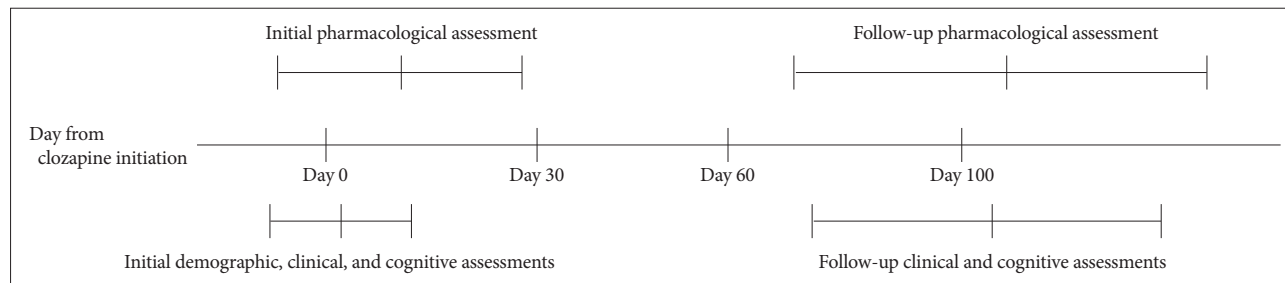 Initial pharmacological assessment
Follow-up pharmacological assessment
Day from
clozapine initiation
Day 0
Day 30
Day 60
Day 100
Initial demographic, clinical, and cognitive assessments
Follow-up clinical and cognitive assessments